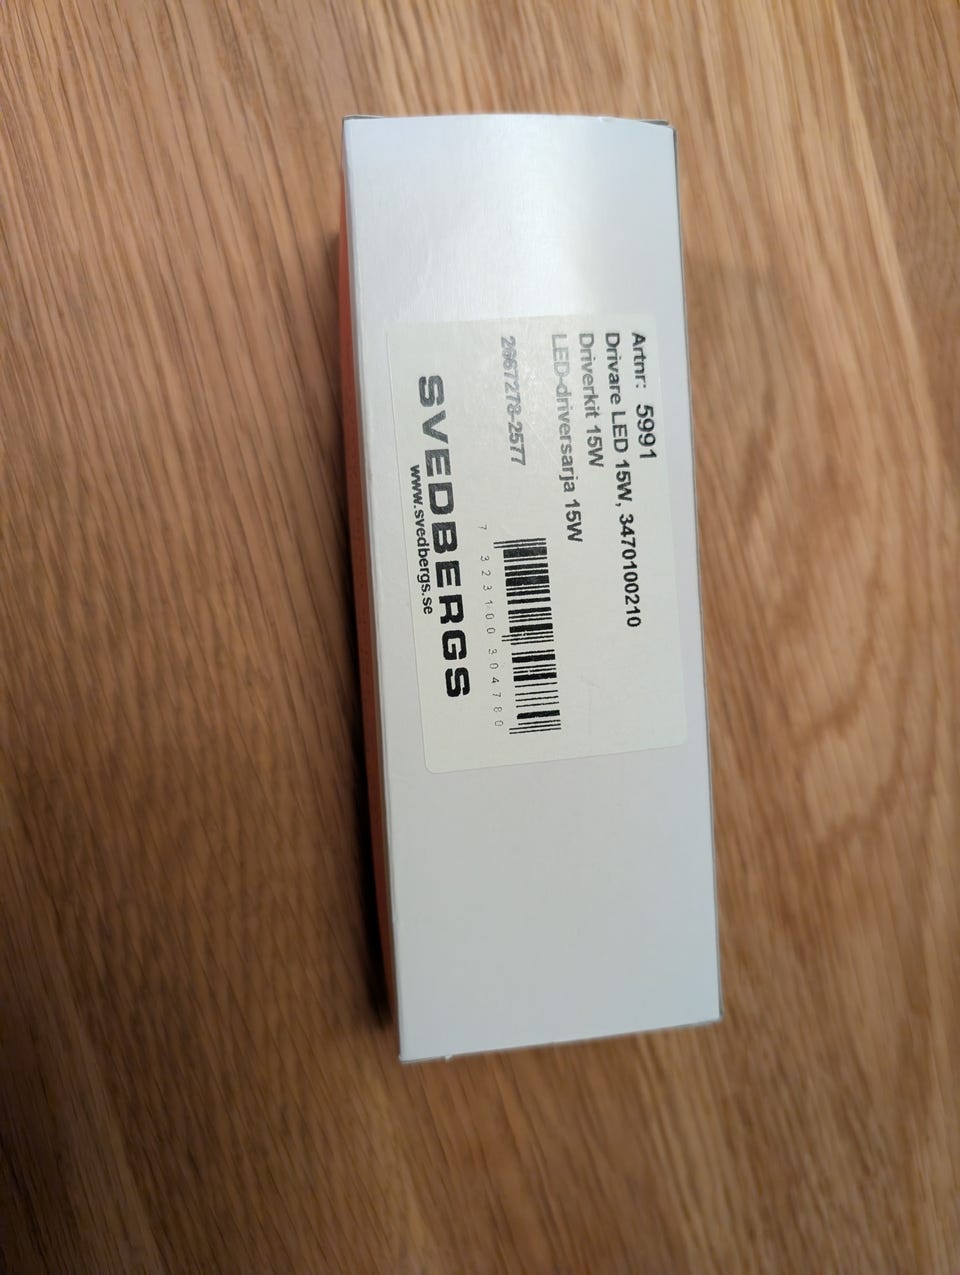 Artnr: 5991
Drivare LED 15W, 3470100210
Driverkit 15W
LED-driversarja 15W
2667278-2577
7 323100 304780
SVEDBERGS
www.svedbergs.se